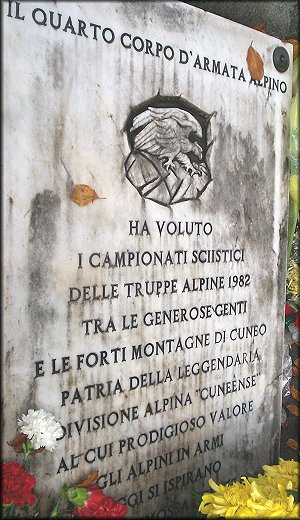 IL QUARTO CORPO D'ARMATA ALPINO
HA VOLUTO
I CAMPIONATI SCIISTICI
DELLE TRUPPE ALPINE 1982
TRA LE GENEROSE GENTI
E LE FORTI MONTAGNE DI CUNEO
PATRIA DELLA LEGGENDARIA
DIVISIONE ALPINA "CUNEENSE"
AL CUI PRODIGIOSO VALORE
GLI ALPINI IN ARMI
OGGI SI ISPIRANO